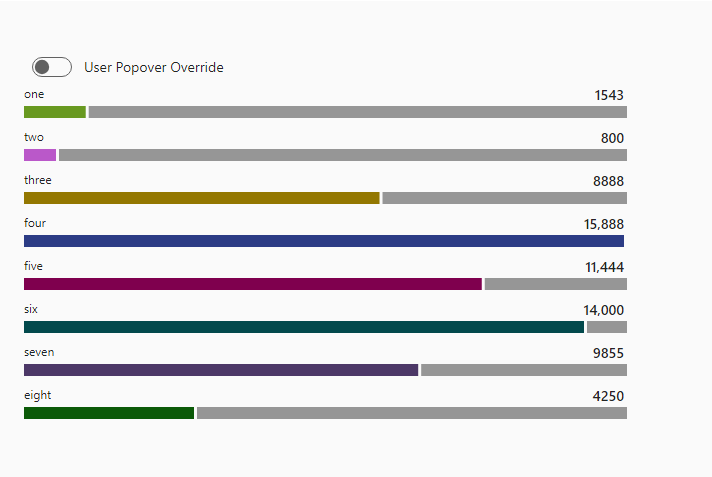 User Popover Override
one 1543
two 800
three 8888
four 15,888
five 11,444
six 14,000
seven 9855
eight 4250